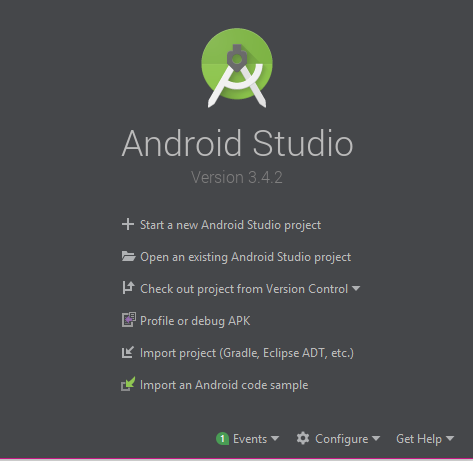 Android Studio
Version 3.4.2
Start a new Android Studio project
Open an existing Android Studio project
Check out project from Version Control
Profile or debug APK
Import project (Gradle, Eclipse ADT, etc.)
Import an Android code sample
1 Events Configure Get Help